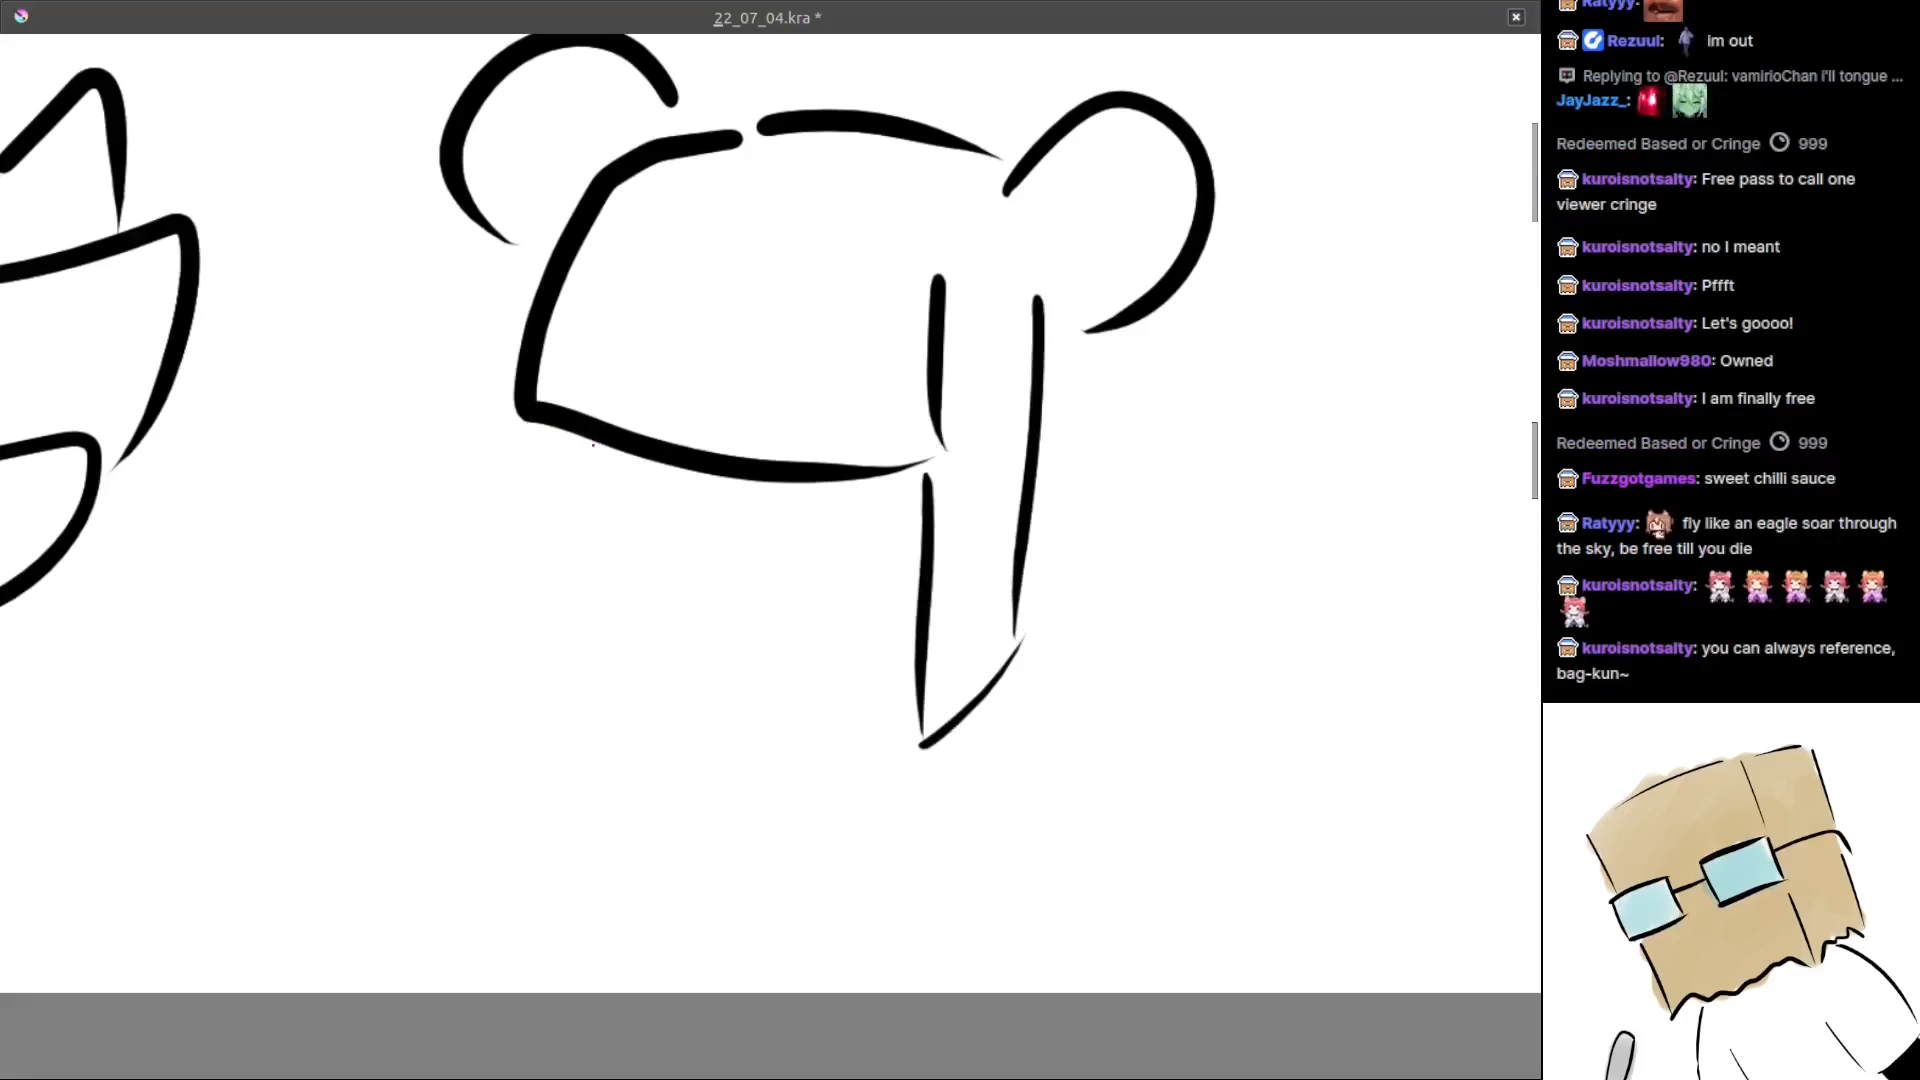 22_07_04.kra *
Ratyyy:
Rezuul: im out
Replying to @Rezuul: vamirioChan i'll tongue ...
JayJazz_:
Redeemed Based or Cringe 999
kuroisnotsalty: Free pass to call one
viewer cringe
kuroisnotsalty: no I meant
kuroisnotsalty: Pffft
kuroisnotsalty: Let's goooo!
Moshmallow980: Owned
kuroisnotsalty: I am finally free
Redeemed Based or Cringe 999
Fuzzgotgames: sweet chilli sauce
Ratyyy: fly like an eagle soar through
the sky, be free till you die
kuroisnotsalty:
kuroisnotsalty: you can always reference,
bag-kun~